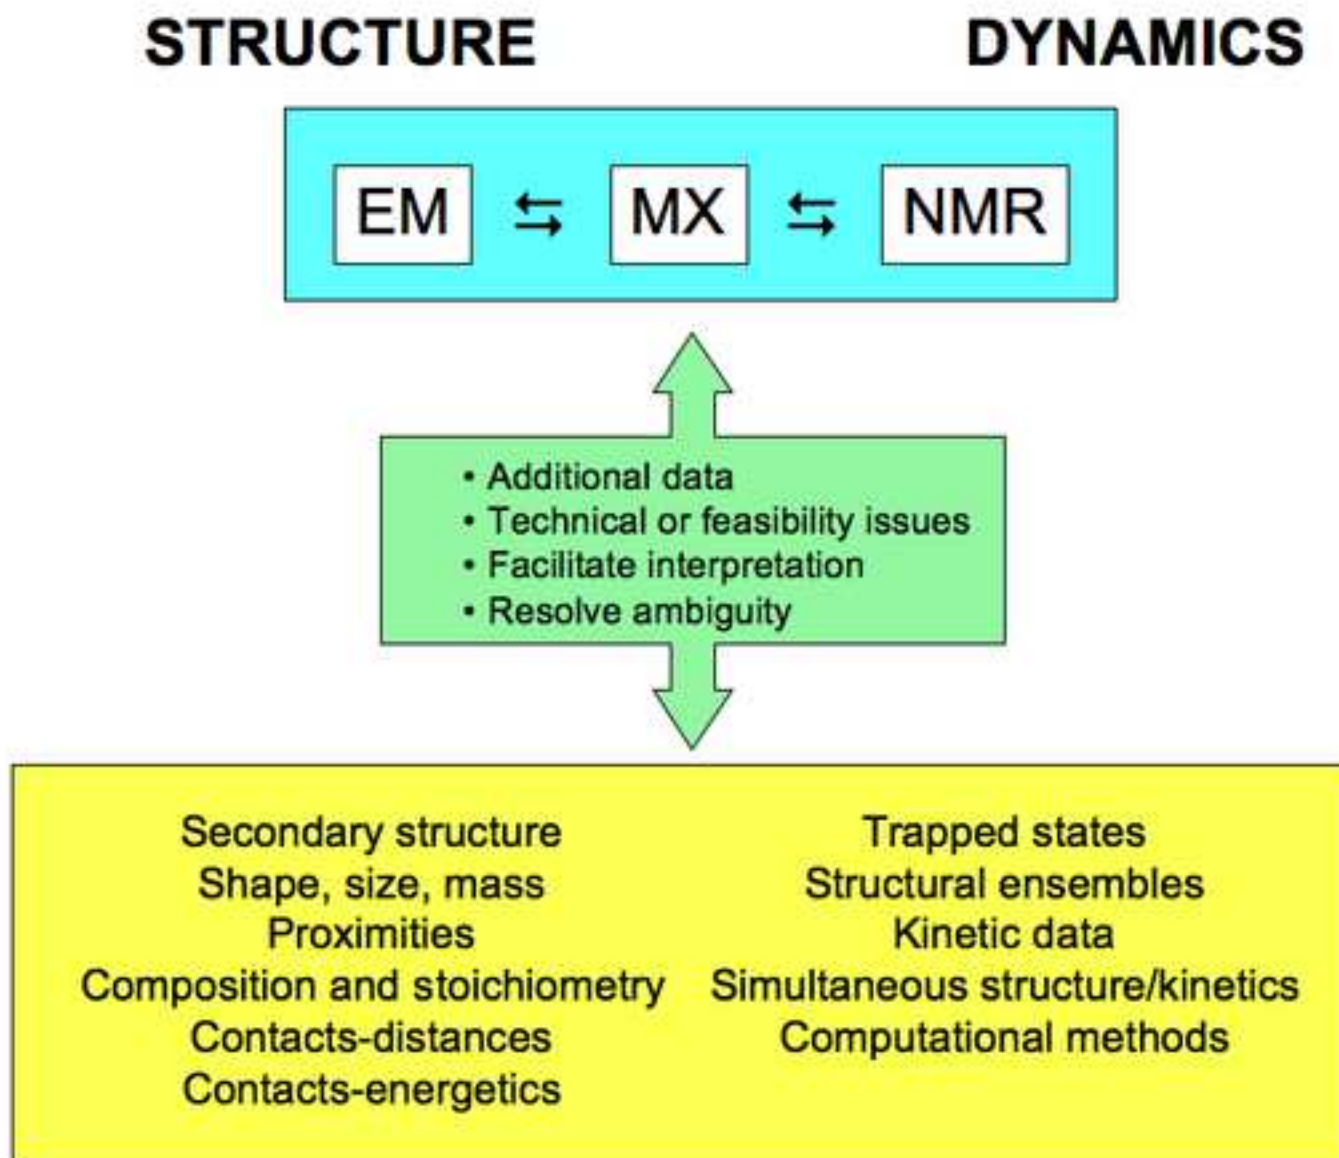 STRUCTURE DYNAMICS
EM ⇆ MX ⇆ NMR
• Additional data
• Technical or feasibility issues
• Facilitate interpretation
• Resolve ambiguity
Secondary structure
Shape, size, mass
Proximities
Composition and stoichiometry
Contacts-distances
Contacts-energetics
Trapped states
Structural ensembles
Kinetic data
Simultaneous structure/kinetics
Computational methods